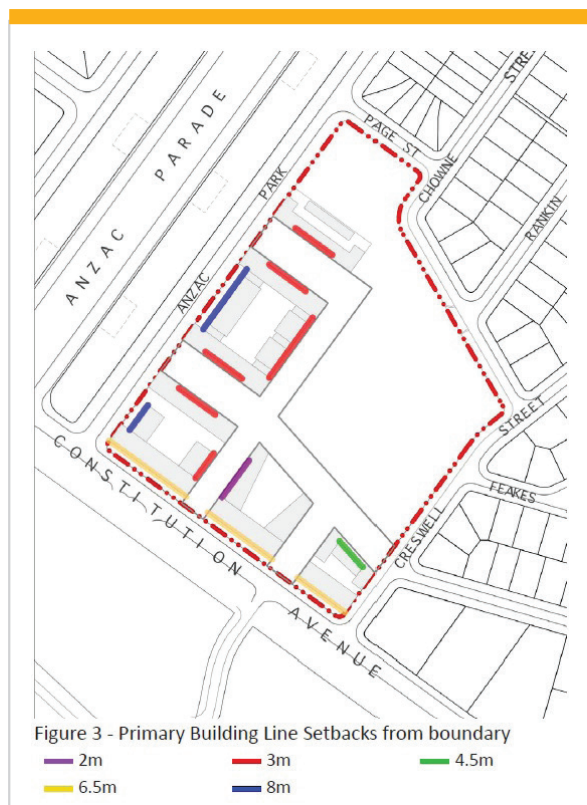 ANZAC PARADE
ANZAC PARK
PAGE ST
CHOWNE STRE
RANKIN
CONSTITUTION AVENUE
CRESWELL STREET
FEAKES
Figure 3 - Primary Building Line Setbacks from boundary
2m 3m 4.5m
6.5m 8m